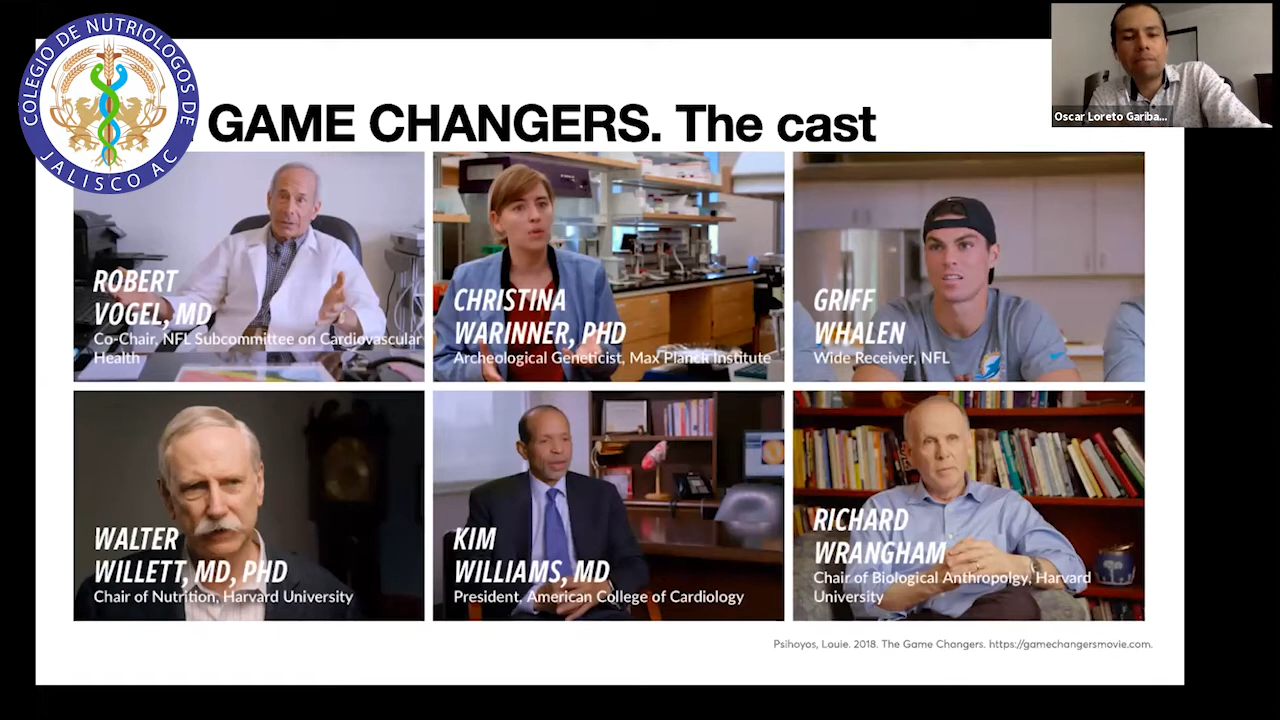 COLEGIO DE NUTRIOLOGOS DE
JALISCO AC
GAME CHANGERS. The cast
Oscar Loreto Gariba...
ROBERT
VOGEL, MD
Co-Chair, NFL Subcommittee on Cardiovascular
Health
CHRISTINA
WARINNER, PHD
Archeological Geneticist, Max Planck Institute
GRIFF
WHALEN
Wide Receiver, NFL
WALTER
WILLETT, MD, PHD
Chair of Nutrition, Harvard University
KIM
WILLIAMS, MD
President, American College of Cardiology
RICHARD
WRANGHAM
Chair of Biological Anthropolgy, Harvard
University
Psihoyos, Louie. 2018. The Game Changers. https://gamechangersmovie.com.